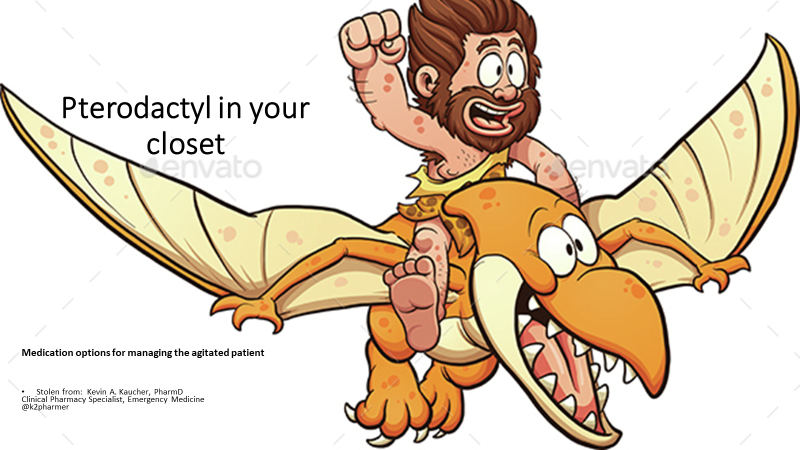 Pterodactyl in your
closet
envato
envato
Medication options for managing the agitated patient
• Stolen from: Kevin A. Kaucher, PharmD
Clinical Pharmacy Specialist, Emergency Medicine
@k2pharmer